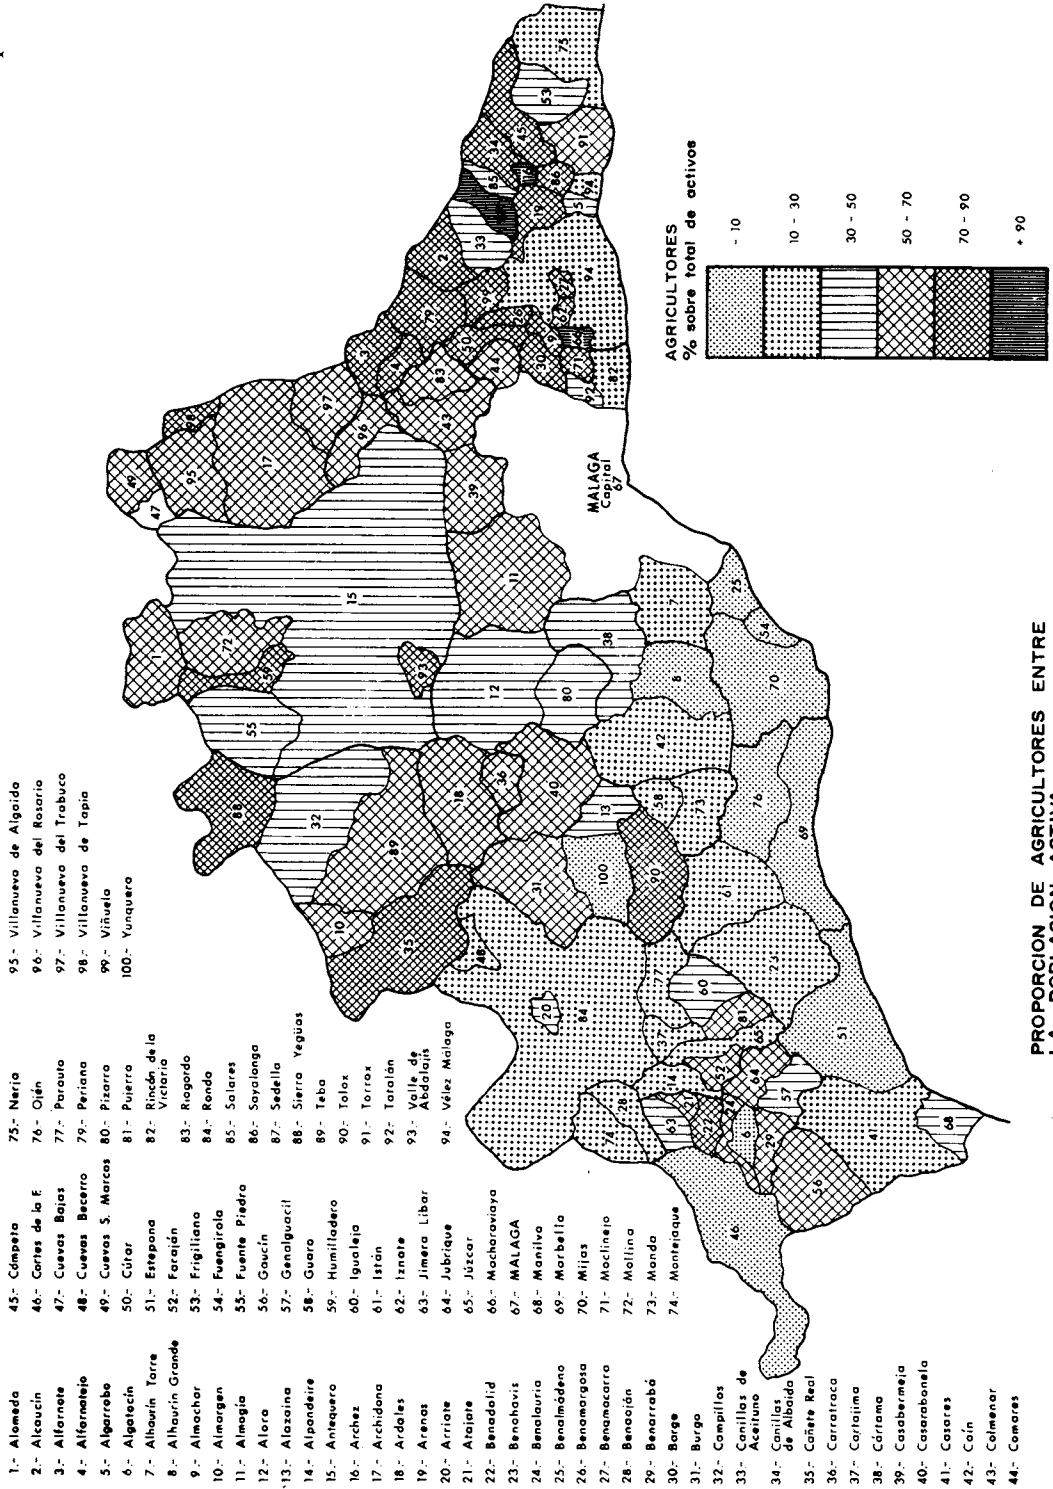 1.- Alameda
2.- Alcaucín
3.- Alfarnate
4.- Alfarnatejo
5.- Algarrobo
6.- Algatocín
7.- Alhaurín Torre
8.- Alhaurín Grande
9.- Almachar
10.- Almargen
11.- Almogía
12.- Alora
13.- Alozaina
14.- Alpandeire
15.- Antequera
16.- Archez
17.- Archidona
18.- Ardales
19.- Arenas
20.- Arriate
21.- Atajate
22.- Benadalid
23.- Benahavis
24.- Benalauria
25.- Benalmádena
26.- Benamargosa
27.- Benamocarra
28.- Benaoján
29.- Benarrabá
30.- Borge
31.- Burgo
32.- Campillos
33.- Canillas de
Aceituno
34.- Canillas
de Albaida
35.- Cañete Real
36.- Carratraca
37.- Cartajima
38.- Cártama
39.- Casabermeja
40.- Casarabonela
41.- Casares
42.- Coín
43.- Colmenar
44.- Comares
45.- Cómpeta
46.- Cortes de la F.
47.- Cuevas Bajas
48.- Cuevas Becerro
49.- Cuevas S. Marcos
50.- Cútar
51.- Estepona
52.- Faraján
53.- Frigiliana
54.- Fuengirola
55.- Fuente Piedra
56.- Gaucín
57.- Genalguacil
58.- Guaro
59.- Humilladero
60.- Igualeja
61.- Istán
62.- Iznate
63.- Jimera Libar
64.- Jubrique
65.- Júzcar
66.- Macharaviaya
67.- MALAGA
68.- Manilva
69.- Marbella
70.- Mijas
71.- Moclinejo
72.- Mollina
73.- Monda
74.- Montejaque
75.- Nerja
76.- Ojén
77.- Parauta
79.- Periana
80.- Pizarra
81.- Pujerra
82.- Rincón de la
Victoria
83.- Riogordo
84.- Ronda
85.- Salares
86.- Sayalonga
87.- Sedella
88.- Sierra Yegüas
89.- Teba
90.- Tolox
91.- Torrox
92.- Totalán
93.- Valle de
Abdalajís
94.- Vélez Málaga
95.- Villanueva de Algaida
96.- Villanueva del Rosario
97.- Villanueva del Trabuco
98.- Villanueva de Tapia
99.- Viñuela
100.- Yunquera
MALAGA
Capital
67
AGRICULTORES
% sobre total de activos
- 10
10 - 30
30 - 50
50 - 70
70 - 90
+ 90
PROPORCION DE AGRICULTORES ENTRE
LA POBLACION ACTIVA